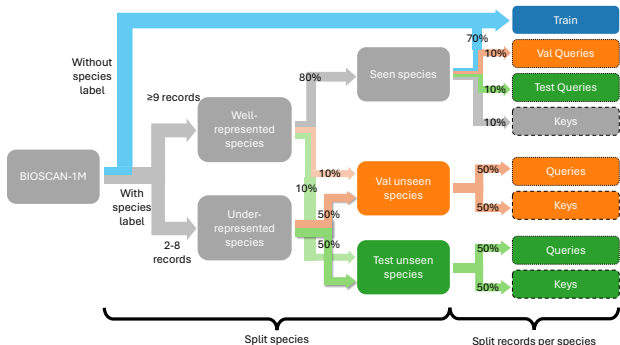 Train
70%
Without
species
label
10%
Val Queries
Seen species
80%
10%
Test Queries
≥9 records
Well-
represented
species
10%
Keys
BIOSCAN-1M
10%
Val unseen
species
50%
Queries
10%
With
species
label
50%
Keys
Under-
represented
species
50%
50%
2-8
records
Test unseen
species
50%
Queries
50%
Keys
Split species
Split records per species